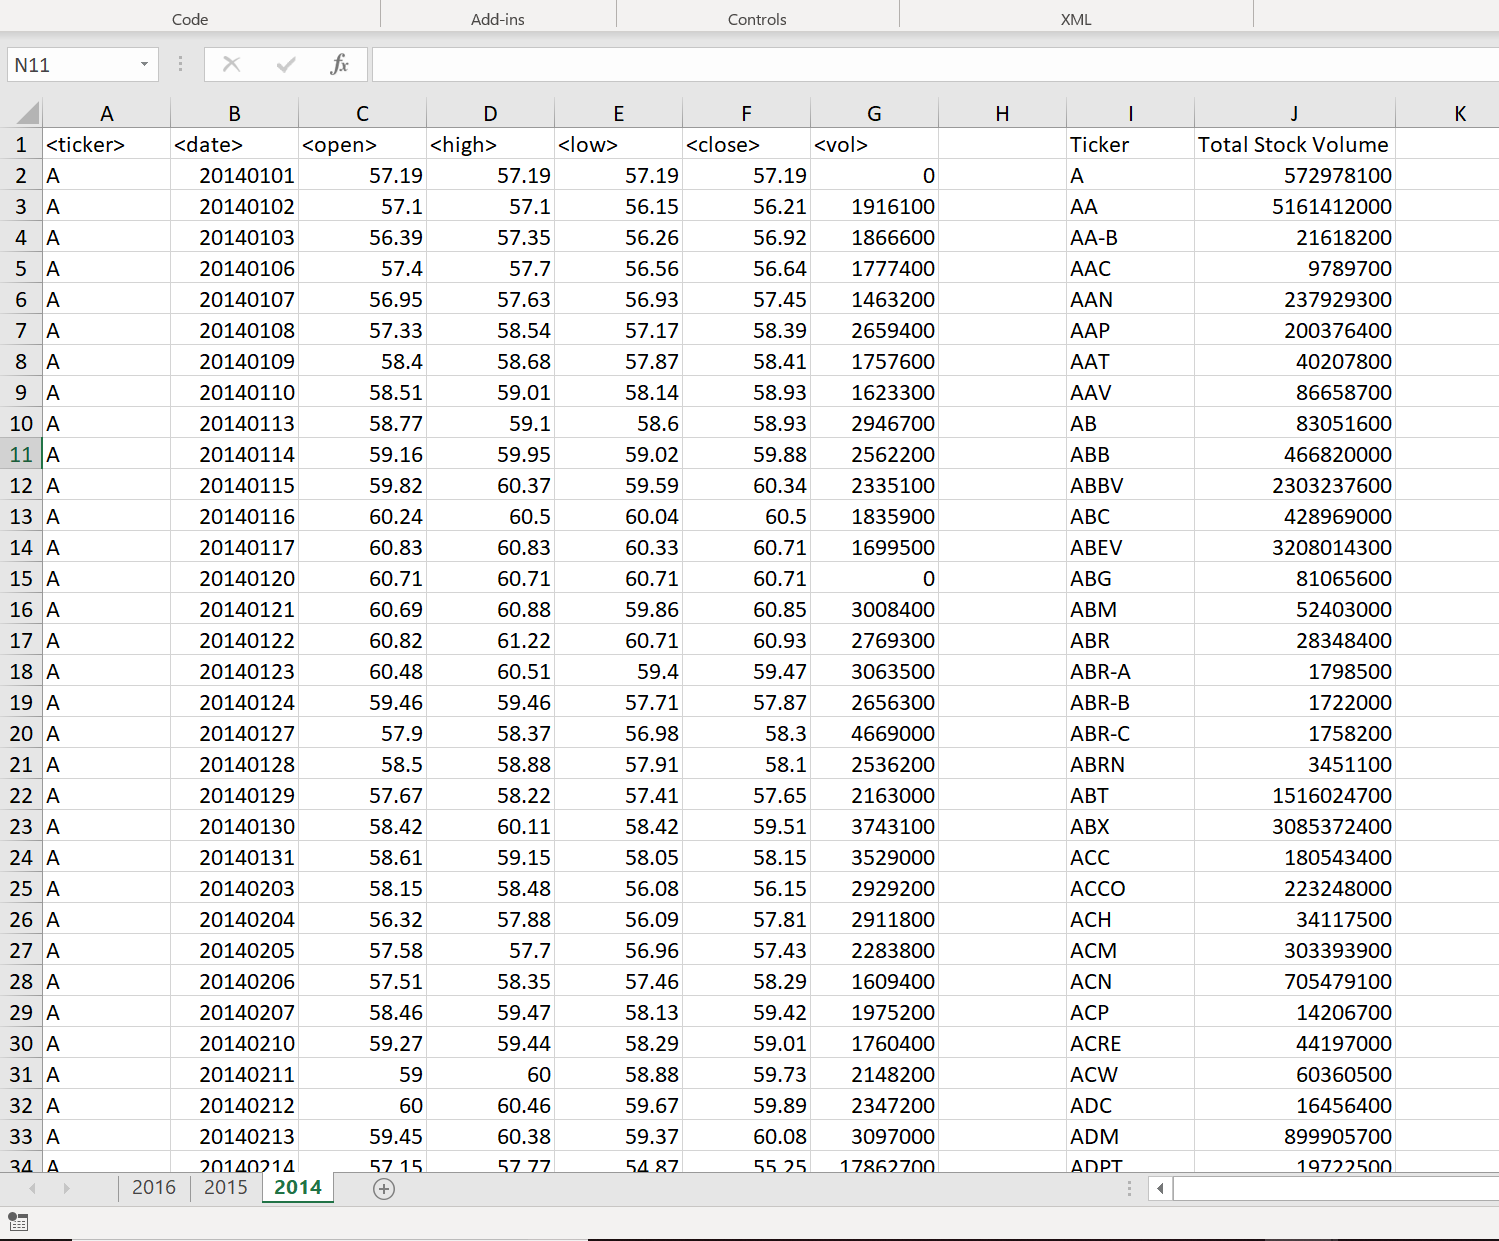 Code Add-ins Controls XML
N11 fx
A B C D E F G H I J K
1 <ticker> <date> <open> <high> <low> <close> <vol> Ticker Total Stock Volume
2 A 20140101 57.19 57.19 57.19 57.19 0 A 572978100
3 A 20140102 57.1 57.1 56.15 56.21 1916100 AA 5161412000
4 A 20140103 56.39 57.35 56.26 56.92 1866600 AA-B 21618200
5 A 20140106 57.4 57.7 56.56 56.64 1777400 AAC 9789700
6 A 20140107 56.95 57.63 56.93 57.45 1463200 AAN 237929300
7 A 20140108 57.33 58.54 57.17 58.39 2659400 AAP 200376400
8 A 20140109 58.4 58.68 57.87 58.41 1757600 AAT 40207800
9 A 20140110 58.51 59.01 58.14 58.93 1623300 AAV 86658700
10 A 20140113 58.77 59.1 58.6 58.93 2946700 AB 83051600
11 A 20140114 59.16 59.95 59.02 59.88 2562200 ABB 466820000
12 A 20140115 59.82 60.37 59.59 60.34 2335100 ABBV 2303237600
13 A 20140116 60.24 60.5 60.04 60.5 1835900 ABC 428969000
14 A 20140117 60.83 60.83 60.33 60.71 1699500 ABEV 3208014300
15 A 20140120 60.71 60.71 60.71 60.71 0 ABG 81065600
16 A 20140121 60.69 60.88 59.86 60.85 3008400 ABM 52403000
17 A 20140122 60.82 61.22 60.71 60.93 2769300 ABR 28348400
18 A 20140123 60.48 60.51 59.4 59.47 3063500 ABR-A 1798500
19 A 20140124 59.46 59.46 57.71 57.87 2656300 ABR-B 1722000
20 A 20140127 57.9 58.37 56.98 58.3 4669000 ABR-C 1758200
21 A 20140128 58.5 58.88 57.91 58.1 2536200 ABRN 3451100
22 A 20140129 57.67 58.22 57.41 57.65 2163000 ABT 1516024700
23 A 20140130 58.42 60.11 58.42 59.51 3743100 ABX 3085372400
24 A 20140131 58.61 59.15 58.05 58.15 3529000 ACC 180543400
25 A 20140203 58.15 58.48 56.08 56.15 2929200 ACCO 223248000
26 A 20140204 56.32 57.88 56.09 57.81 2911800 ACH 34117500
27 A 20140205 57.58 57.7 56.96 57.43 2283800 ACM 303393900
28 A 20140206 57.51 58.35 57.46 58.29 1609400 ACN 705479100
29 A 20140207 58.46 59.47 58.13 59.42 1975200 ACP 14206700
30 A 20140210 59.27 59.44 58.29 59.01 1760400 ACRE 44197000
31 A 20140211 59 60 58.88 59.73 2148200 ACW 60360500
32 A 20140212 60 60.46 59.67 59.89 2347200 ADC 16456400
33 A 20140213 59.45 60.38 59.37 60.08 3097000 ADM 899905700
34 A 20140214 57.15 57.77 54.87 55.25 17862700 ADPT 19722500
2016 2015 2014